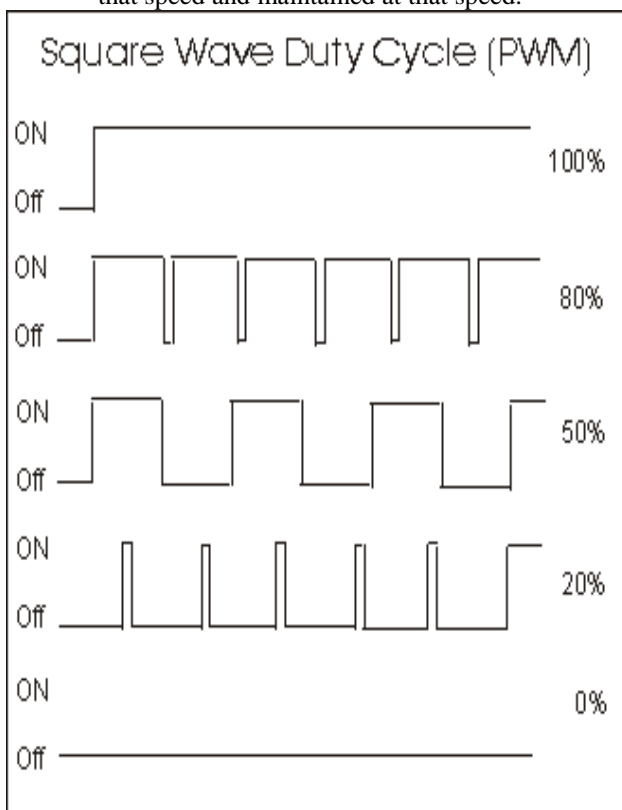 that speed and maintained at that speed.
Square Wave Duty Cycle (PWM)
ON
100%
Off
ON
80%
Off
ON
50%
Off
ON
20%
Off
ON
0%
Off